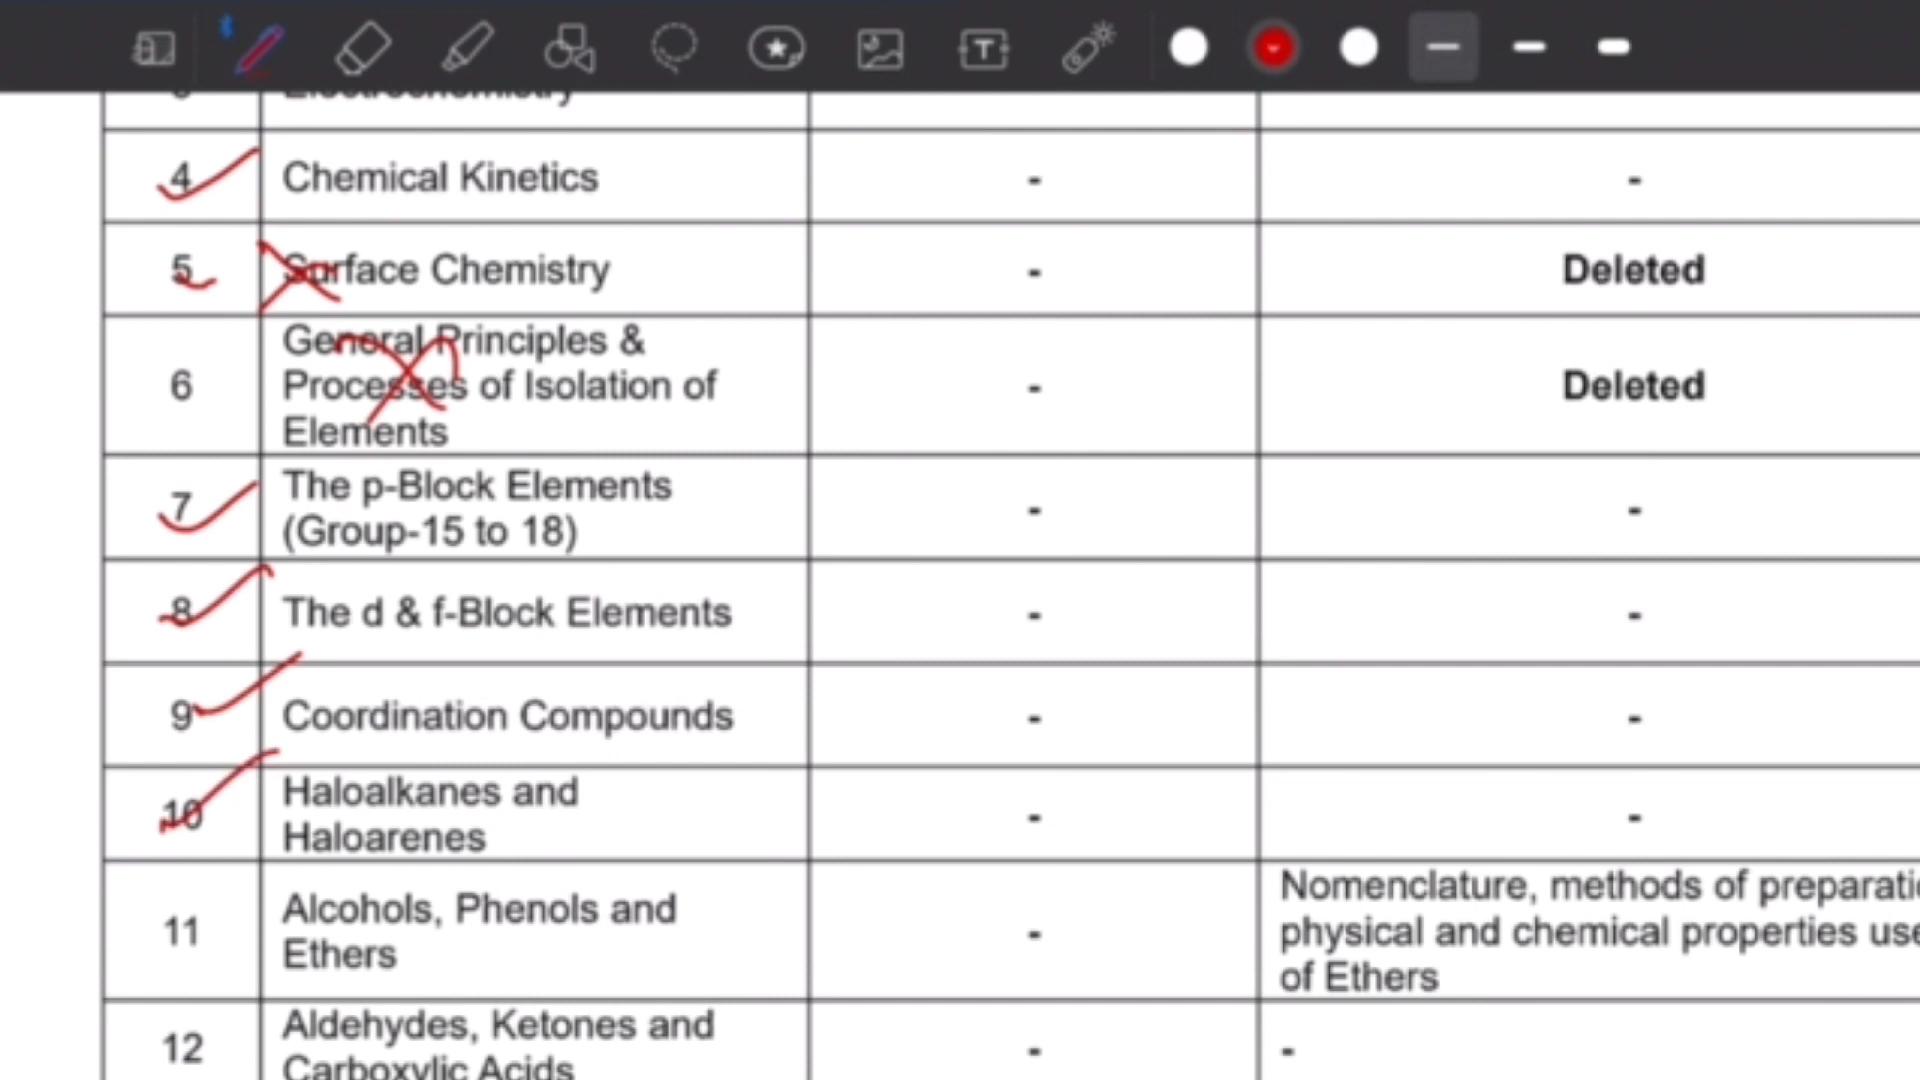 Electrochemistry
4
Chemical Kinetics
-
-
5
Surface Chemistry
-
Deleted
6
General Principles &
Processes of Isolation of
Elements
-
Deleted
7
The p-Block Elements
(Group-15 to 18)
-
-
8
The d & f-Block Elements
-
-
9
Coordination Compounds
-
-
10
Haloalkanes and
Haloarenes
-
-
11
Alcohols, Phenols and
Ethers
-
Nomenclature, methods of preparati
physical and chemical properties use
of Ethers
12
Aldehydes, Ketones and
Carboxylic Acids
-
-